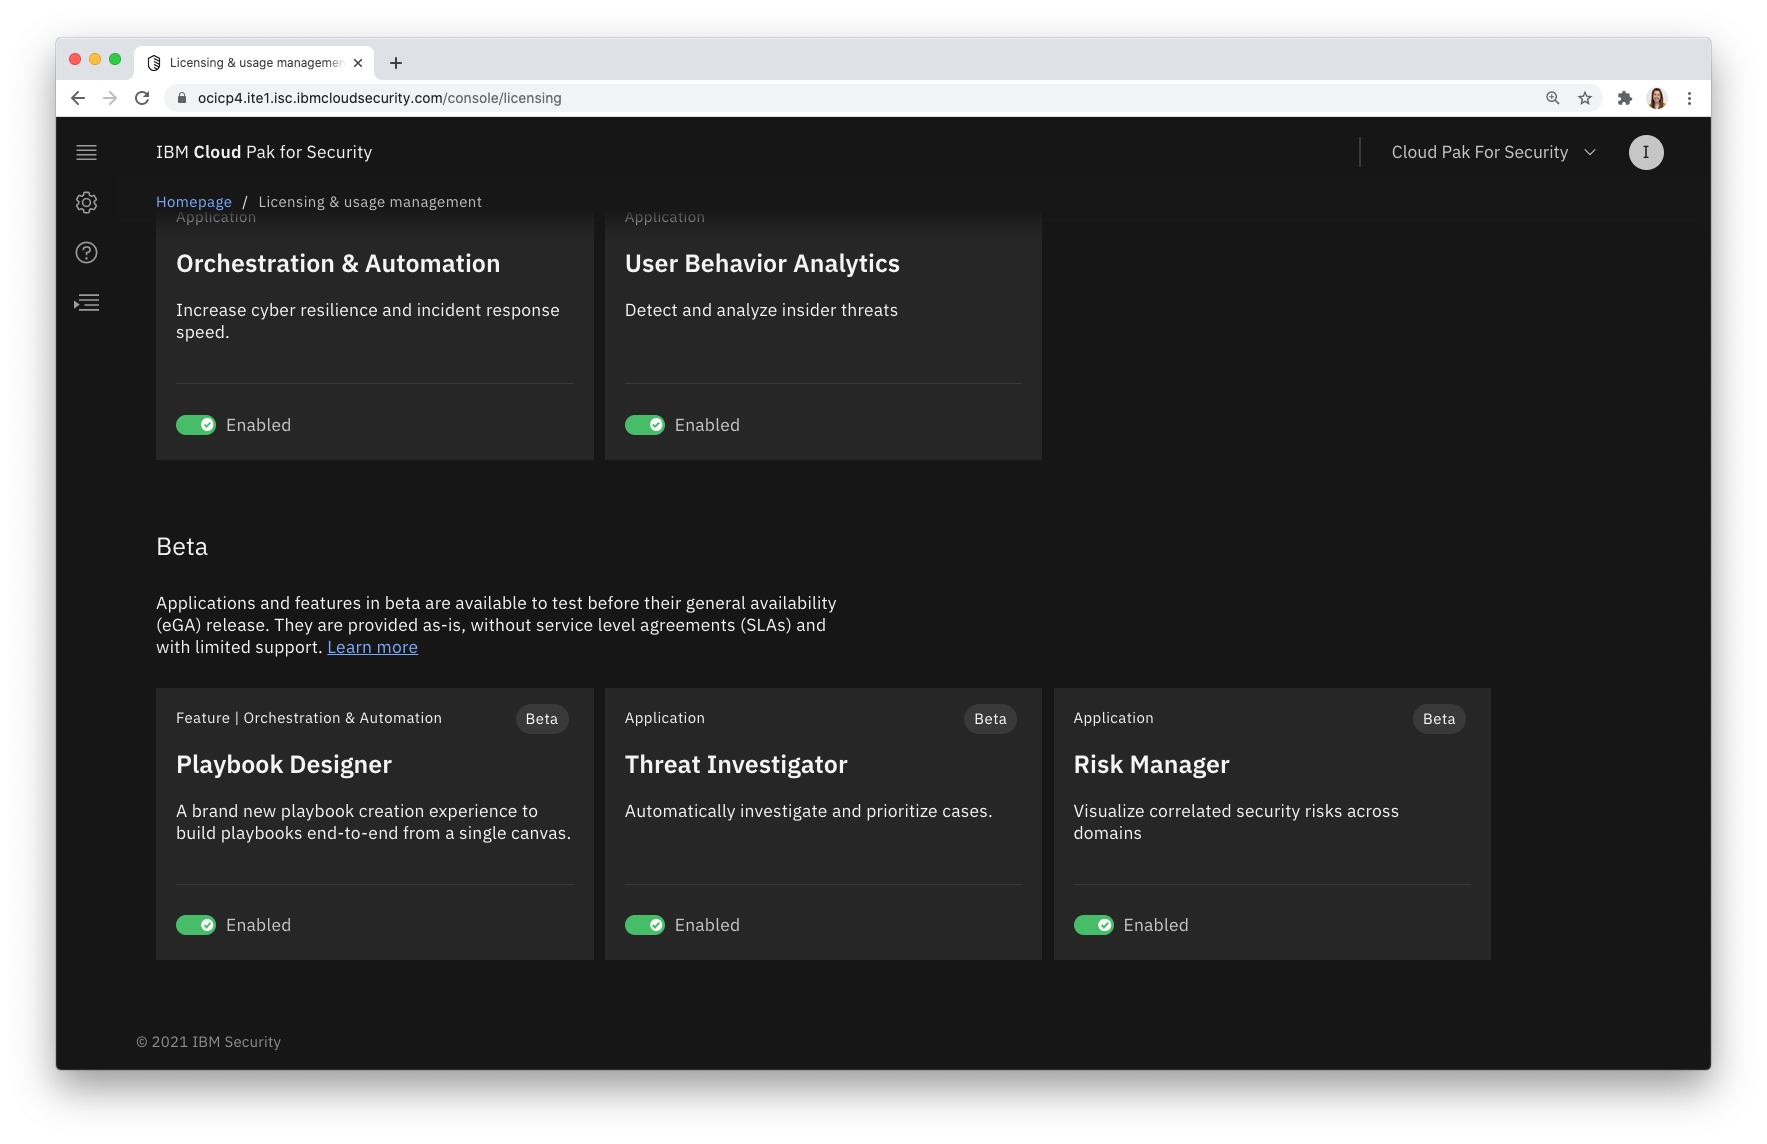 Licensing & usage managemen
ocicp4.ite1.isc.ibmcloudsecurity.com/console/licensing
IBM Cloud Pak for Security
Cloud Pak For Security
I
Homepage / Licensing & usage management
Application
Application
Orchestration & Automation
User Behavior Analytics
Increase cyber resilience and incident response
speed.
Detect and analyze insider threats
Enabled
Enabled
Beta
Applications and features in beta are available to test before their general availability
(eGA) release. They are provided as-is, without service level agreements (SLAs) and
with limited support. Learn more
Feature | Orchestration & Automation
Beta
Playbook Designer
A brand new playbook creation experience to
build playbooks end-to-end from a single canvas.
Enabled
Application
Beta
Threat Investigator
Automatically investigate and prioritize cases.
Enabled
Application
Beta
Risk Manager
Visualize correlated security risks across
domains
Enabled
© 2021 IBM Security